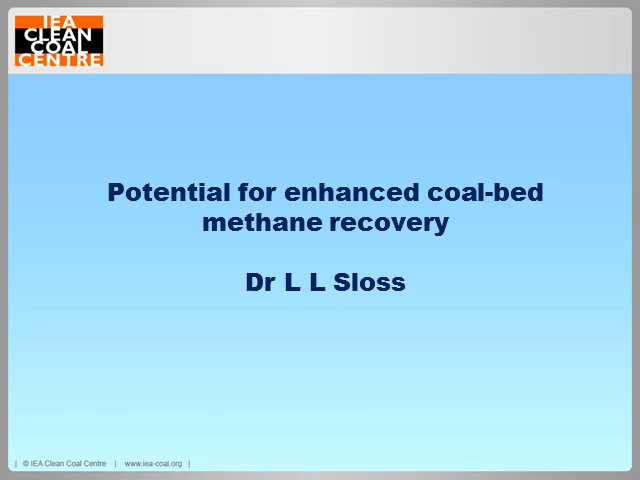 IEA
CLEAN
COAL
CENTRE
Potential for enhanced coal-bed
methane recovery
Dr L L Sloss
| © IEA Clean Coal Centre | www.iea-coal.org |